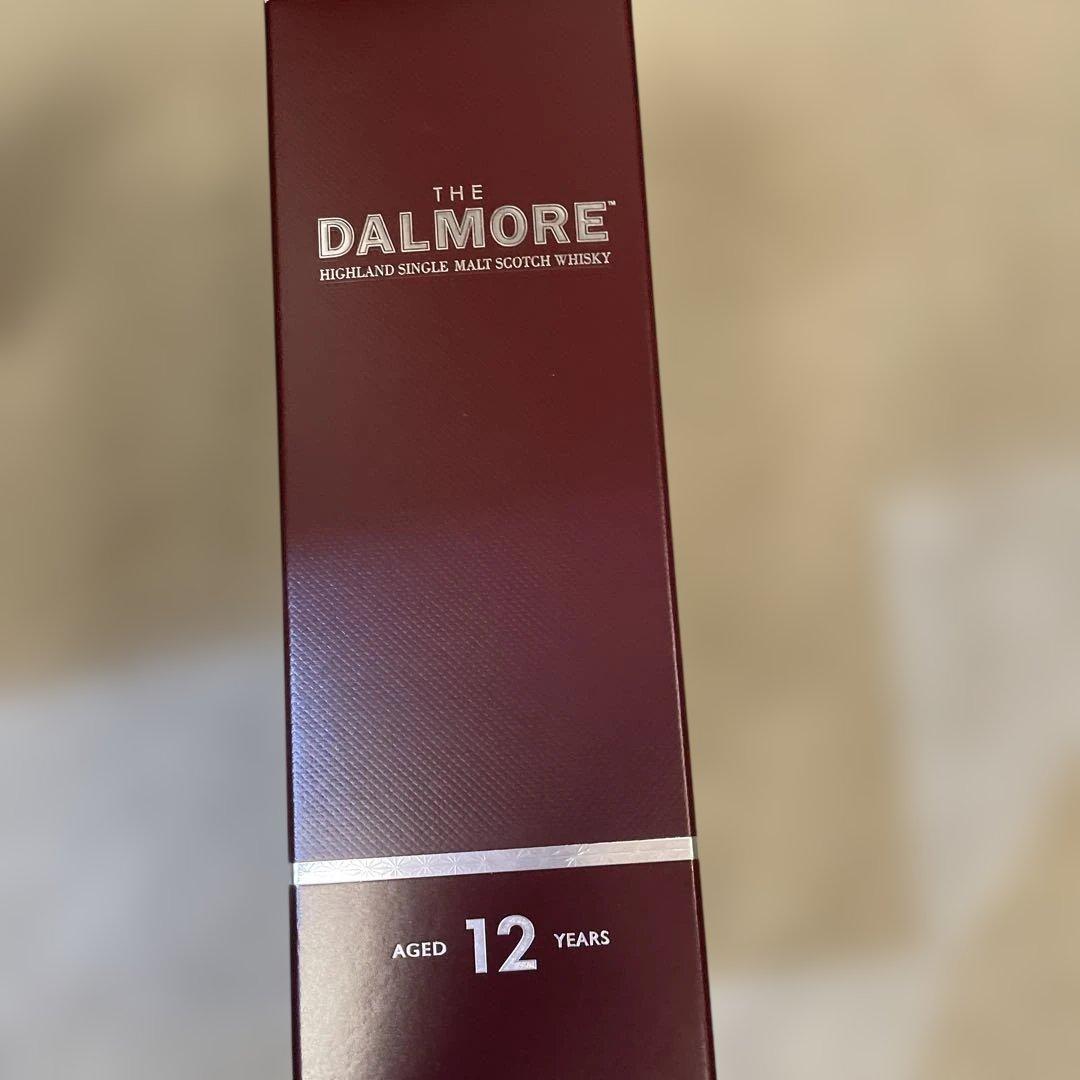 THE
DALMORE™
HIGHLAND SINGLE MALT SCOTCH WHISKY
AGED 12 YEARS